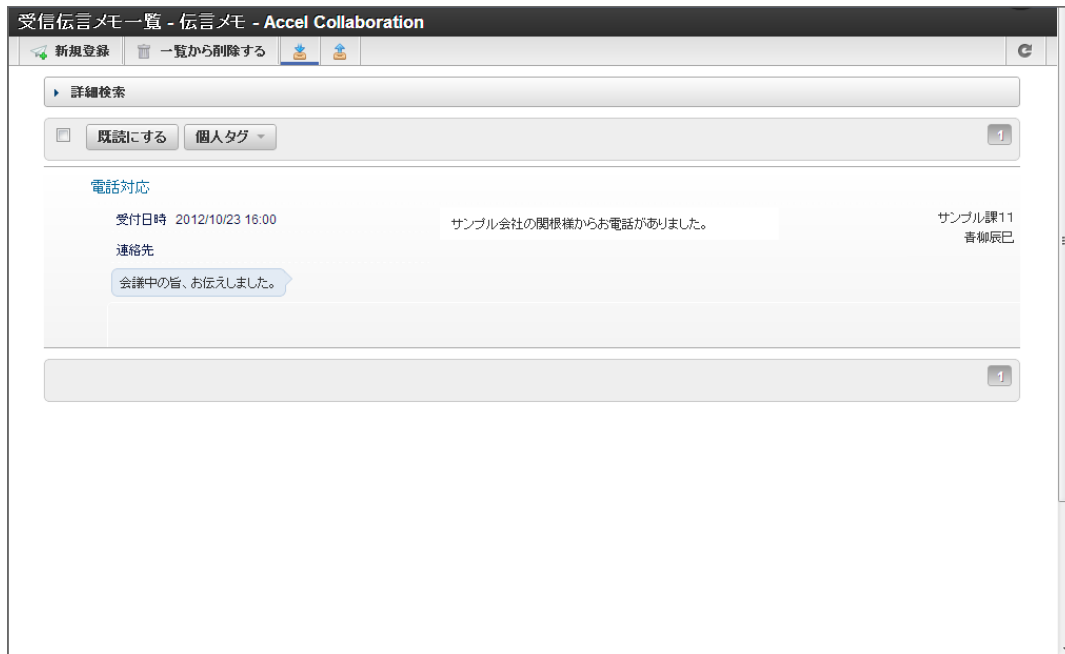 受信伝言メモ一覧 - 伝言メモ - Accel Collaboration
新規登録 一覧から削除する
詳細検索
既読にする 個人タグ 1
電話対応
受付日時 2012/10/23 16:00 サンプル会社の関根様からお電話がありました。 サンプル課11
青柳辰巳
連絡先
会議中の旨、お伝えしました。
1